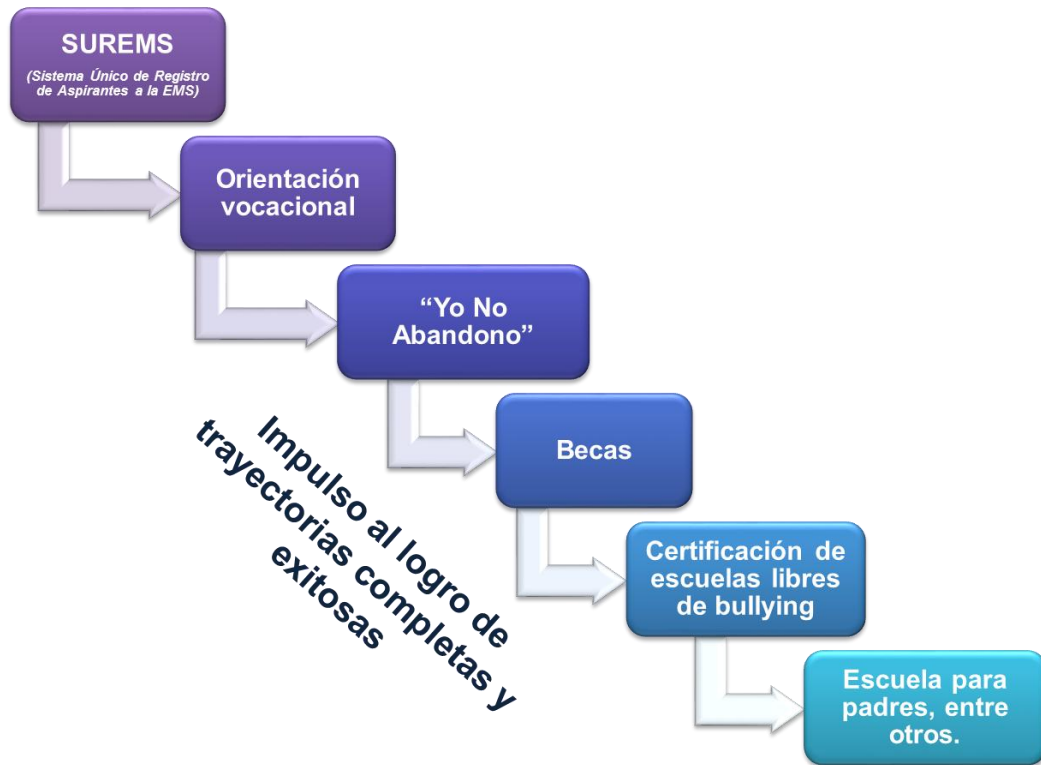 SUREMS
(Sistema Único de Registro
de Aspirantes a la EMS)
Orientación
vocacional
“Yo No
Abandono”
Becas
Certificación de
escuelas libres
de bullying
Escuela para
padres, entre
otros.
Impulso al logro de
trayectorias completas y
exitosas